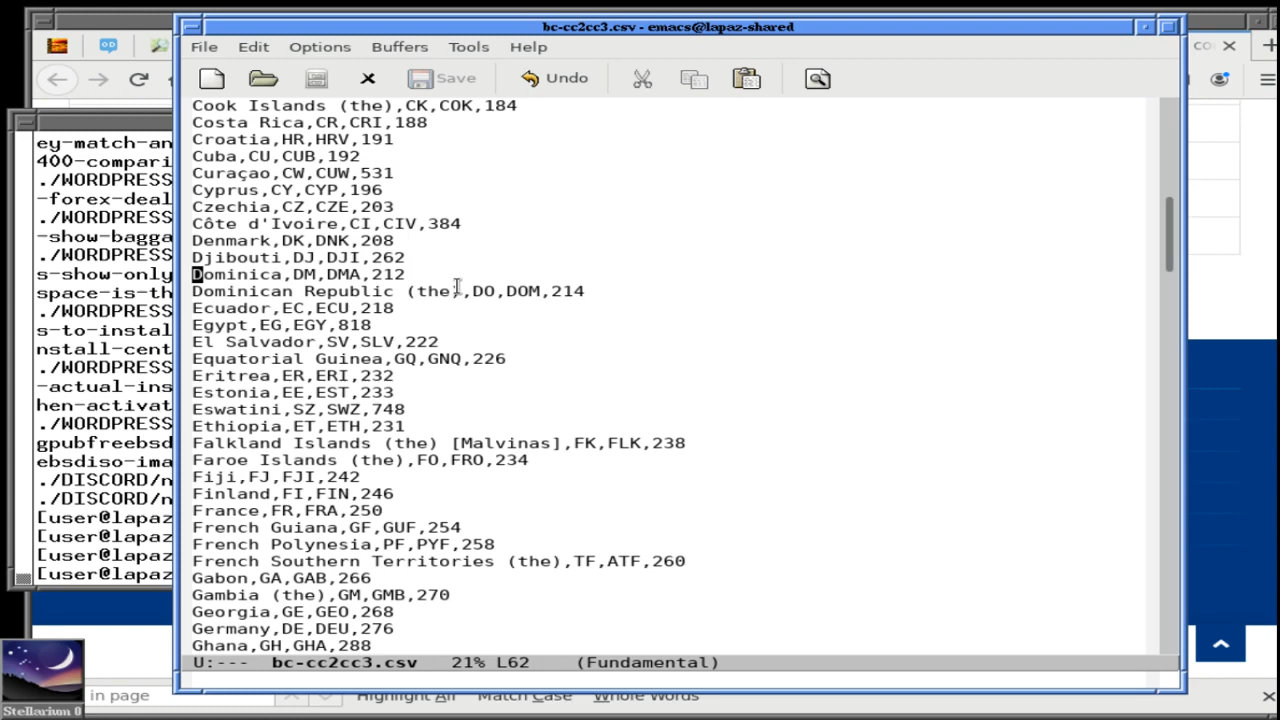 bc-cc2cc3.csv - emacs@lapaz-shared
File Edit Options Buffers Tools Help
Save Undo
Cook Islands (the),CK,COK,184
Costa Rica,CR,CRI,188
Croatia,HR,HRV,191
Cuba,CU,CUB,192
Curaçao,CW,CUW,531
Cyprus,CY,CYP,196
Czechia,CZ,CZE,203
Côte d'Ivoire,CI,CIV,384
Denmark,DK,DNK,208
Djibouti,DJ,DJI,262
Dominica,DM,DMA,212
Dominican Republic (the),DO,DOM,214
Ecuador,EC,ECU,218
Egypt,EG,EGY,818
El Salvador,SV,SLV,222
Equatorial Guinea,GQ,GNQ,226
Eritrea,ER,ERI,232
Estonia,EE,EST,233
Eswatini,SZ,SWZ,748
Ethiopia,ET,ETH,231
Falkland Islands (the) [Malvinas],FK,FLK,238
Faroe Islands (the),FO,FRO,234
Fiji,FJ,FJI,242
Finland,FI,FIN,246
France,FR,FRA,250
French Guiana,GF,GUF,254
French Polynesia,PF,PYF,258
French Southern Territories (the),TF,ATF,260
Gabon,GA,GAB,266
Gambia (the),GM,GMB,270
Georgia,GE,GEO,268
Germany,DE,DEU,276
Ghana,GH,GHA,288
U:--- bc-cc2cc3.csv 21% L62 (Fundamental)
ey-match-an
400-compari
./WORDPRESS
-forex-deal
./WORDPRESS
-show-bagga
./WORDPRESS
s-show-only
space-is-th
./WORDPRESS
s-to-instal
nstall-cent
./WORDPRESS
-actual-ins
hen-activat
./WORDPRESS
gpubfreebsd
ebsdiso-ima
./DISCORD/n
./DISCORD/n
[user@lapaz
[user@lapaz
[user@lapaz
[user@lapaz
in page Highlight All Match Case Whole Words
Stellarium 0